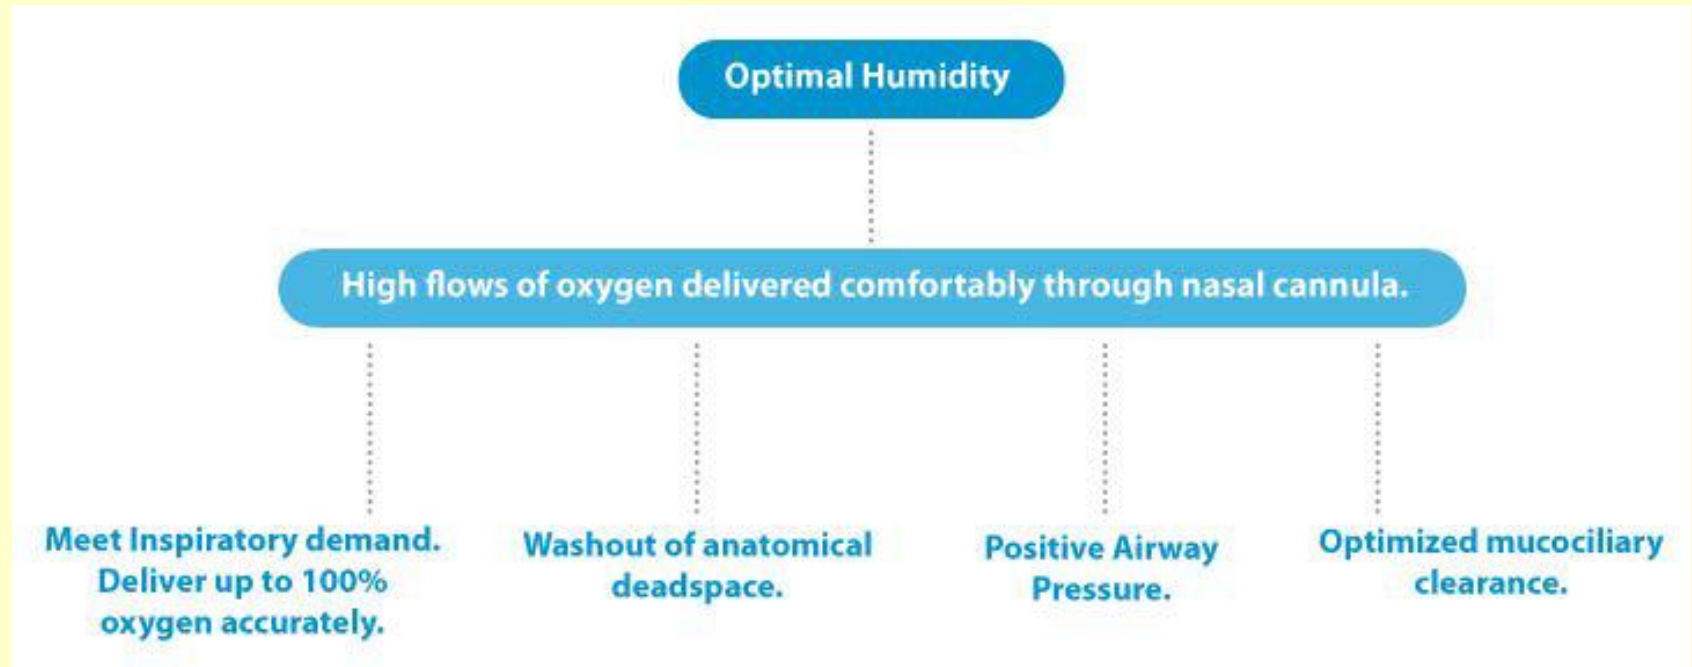 Optimal Humidity
High flows of oxygen delivered comfortably through nasal cannula.
Meet Inspiratory demand.
Deliver up to 100%
oxygen accurately.
Washout of anatomical
deadspace.
Positive Airway
Pressure.
Optimized mucociliary
clearance.